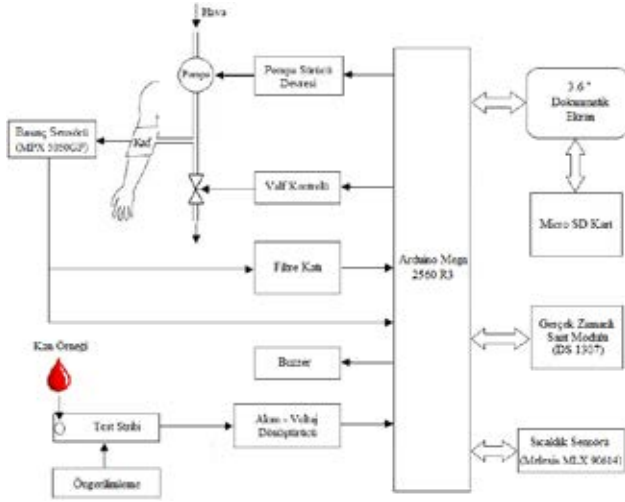 Hava
Pompa
Pompa Sürücü
Devresi
3.6"
Dokunmatik
Ekran
Basınç Sensörü
(MPX 5050GP)
Kaf
Valf Kontrolü
Micro SD Kart
Arduino Mega
2560 R3
Filtre Katı
Gerçek Zamanlı
Saat Modülü
(DS 1307)
Kan Örneği
Buzzer
Test Stribi
Akım - Voltaj
Dönüştürücü
Sıcaklık Sensörü
(Melexis MLX 90614)
Öngerilimleme